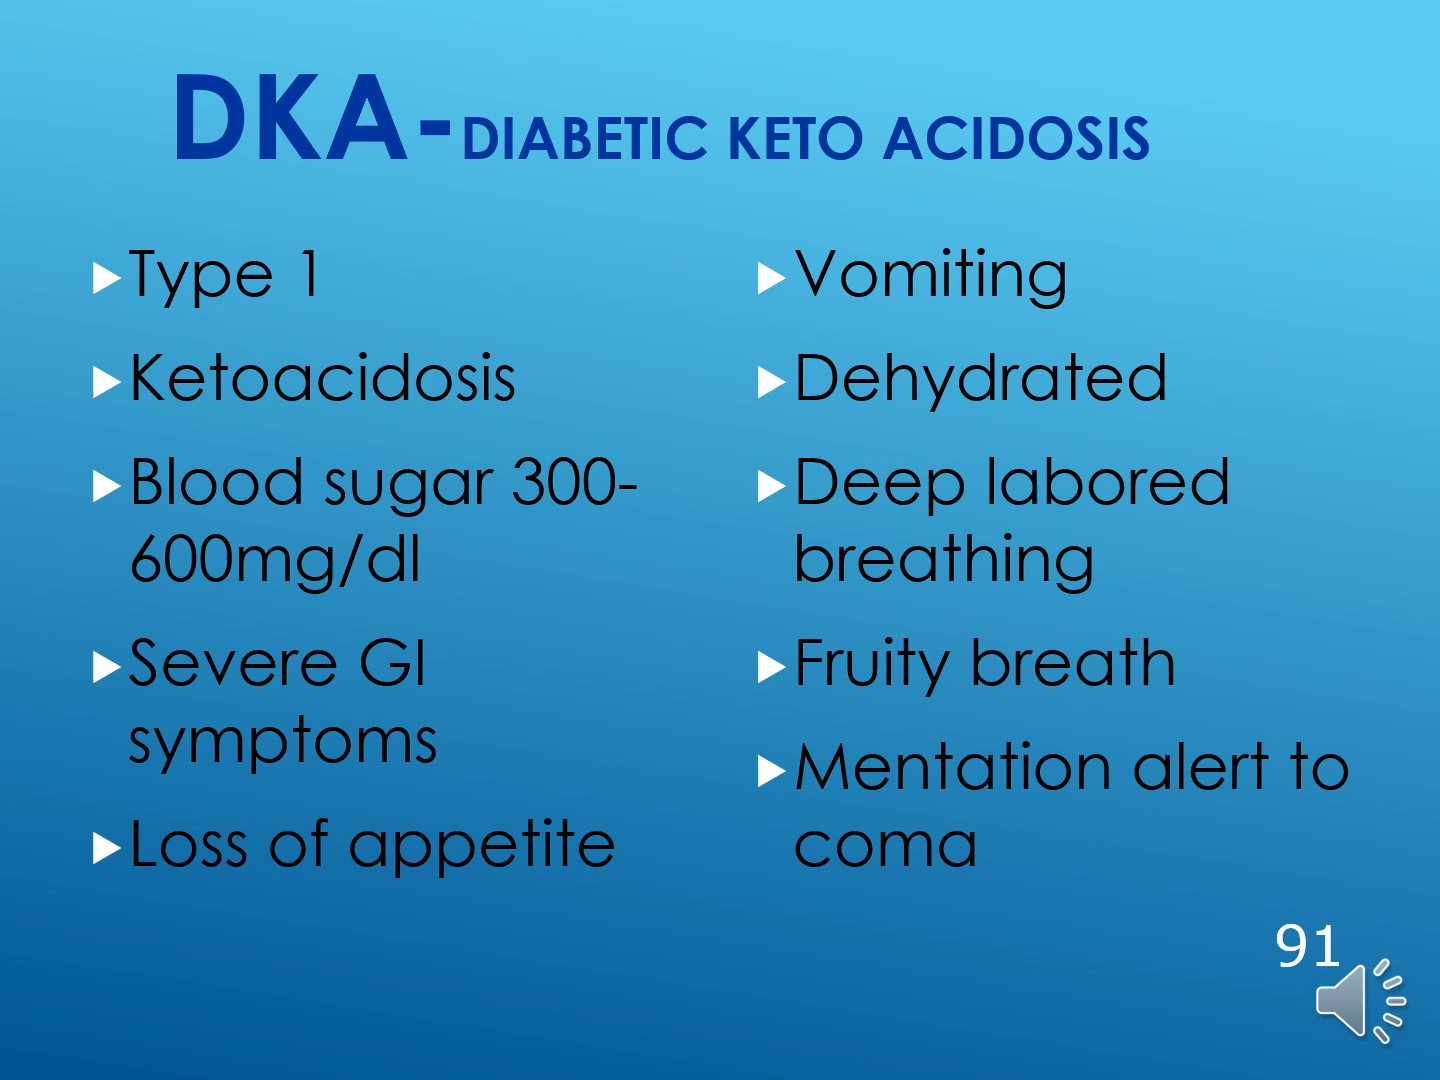 DKA-DIABETIC KETO ACIDOSIS
Type 1
Ketoacidosis
Blood sugar 300-
600mg/dl
Severe GI
symptoms
Loss of appetite
Vomiting
Dehydrated
Deep labored
breathing
Fruity breath
Mentation alert to
coma
91